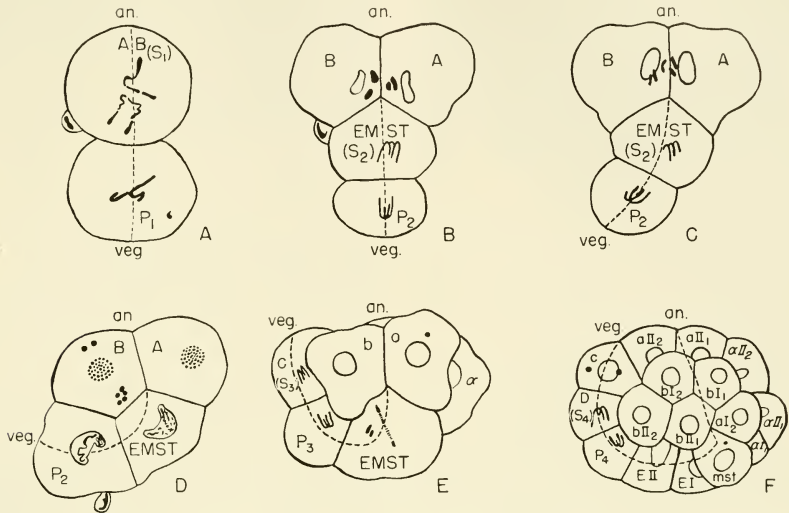 an.
A B (S₁)
P₁
A
veg
an.
B A
EMST
(S₂)
P₂
veg.
B
an.
B A
EMST
(S₂)
P₂
veg.
C
an
B A
veg.
P₂ EMST
D
an.
veg.
b a
C
(S₃)
α
P₃
EMST
E
an.
veg
c aII₂ aII₁ αII₂
bI₂ bI₁
D
(S₄)
bII₂ bII₁ aI₂ αII₁
αI₁
P₄
EII EI mst
F